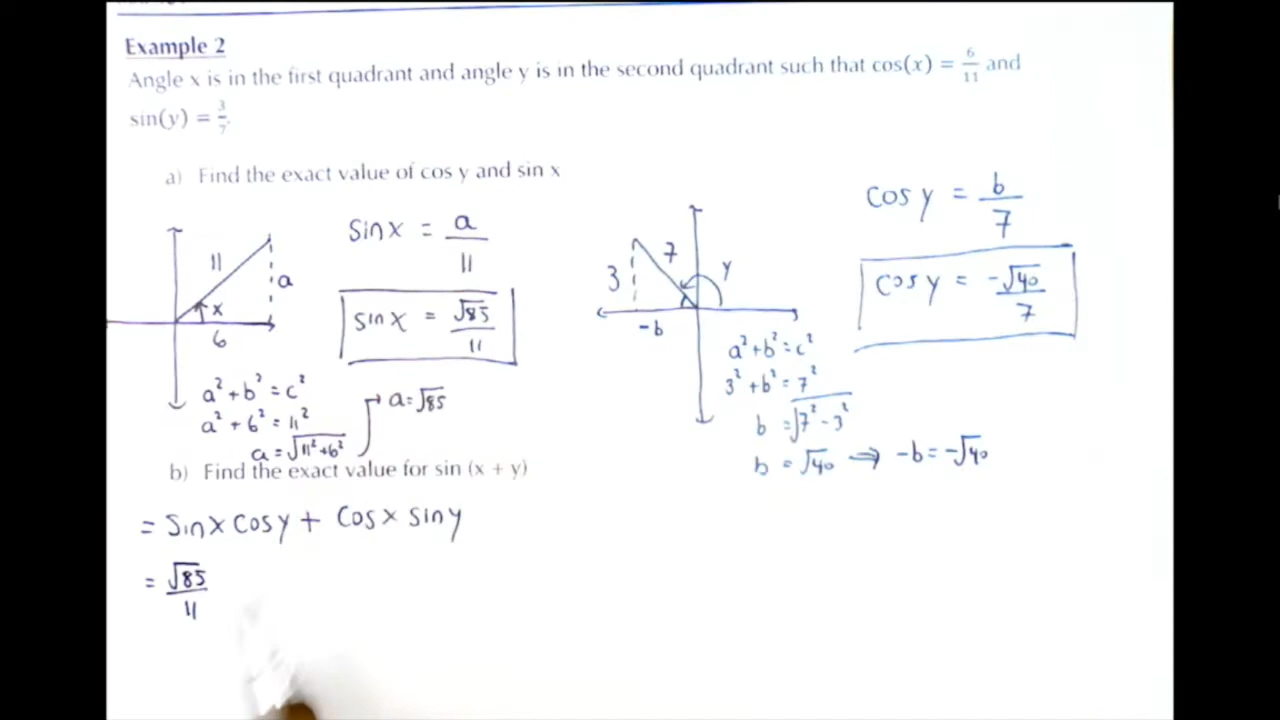 Example 2
Angle x is in the first quadrant and angle y is in the second quadrant such that cos(x) = 6/11 and
sin(y) = 3/7.
a) Find the exact value of cos y and sin x
11
a
x
6
sin x = a/11
sin x = √85/11
a² + b² = c²
a² + 6² = 11²
a = √11² + 6²
→ a = √85
3
7
y
-b
a² + b² = c²
3² + b² = 7²
b = √7² - 3²
b = √40 ⇒ -b = -√40
cos y = b/7
cos y = -√40/7
b) Find the exact value for sin (x + y)
= sin x cos y + cos x sin y
= √85/11